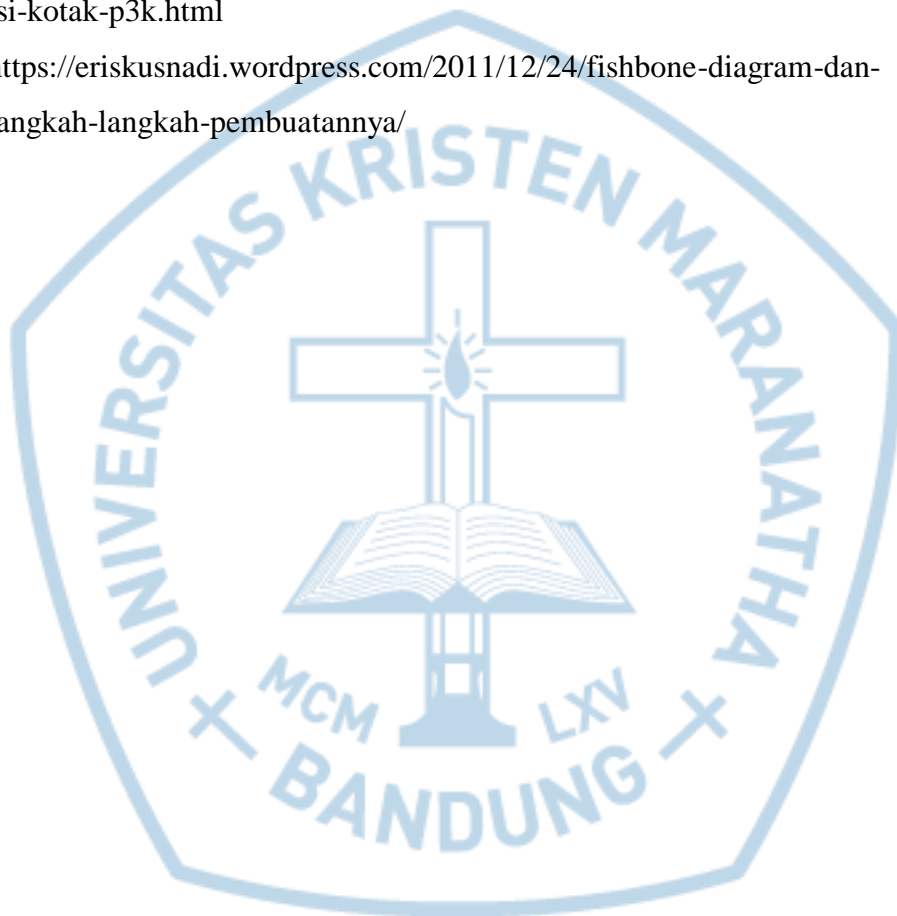 si-kotak-p3k.html
https://eriskusnadi.wordpress.com/2011/12/24/fishbone-diagram-dan-
langkah-langkah-pembuatannya/
UNIVERSITAS KRISTEN MARANATHA
MCM LXV
BANDUNG